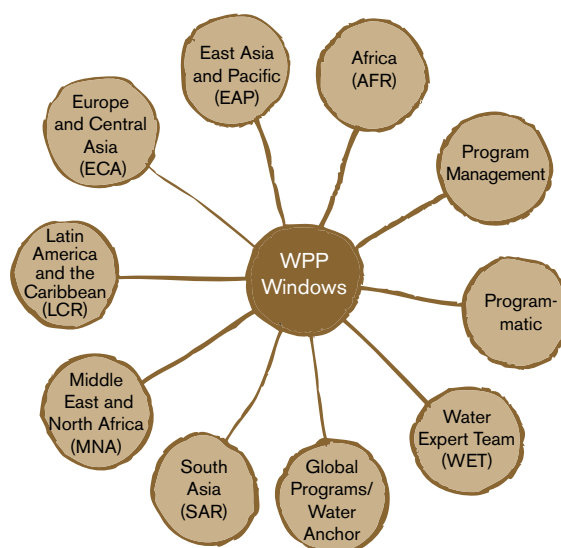 East Asia
and Pacific
(EAP)
Africa
(AFR)
Europe
and Central
Asia
(ECA)
Program
Management
WPP
Windows
Latin
America
and the
Caribbean
(LCR)
Program-
matic
Middle
East and
North Africa
(MNA)
Water
Expert Team
(WET)
South
Asia
(SAR)
Global
Programs/
Water
Anchor